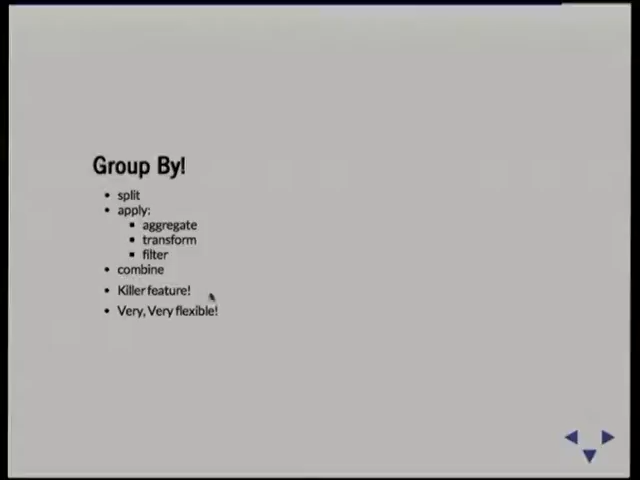 Group By!
split
apply:
aggregate
transform
filter
combine
Killer feature!
Very, Very flexible!